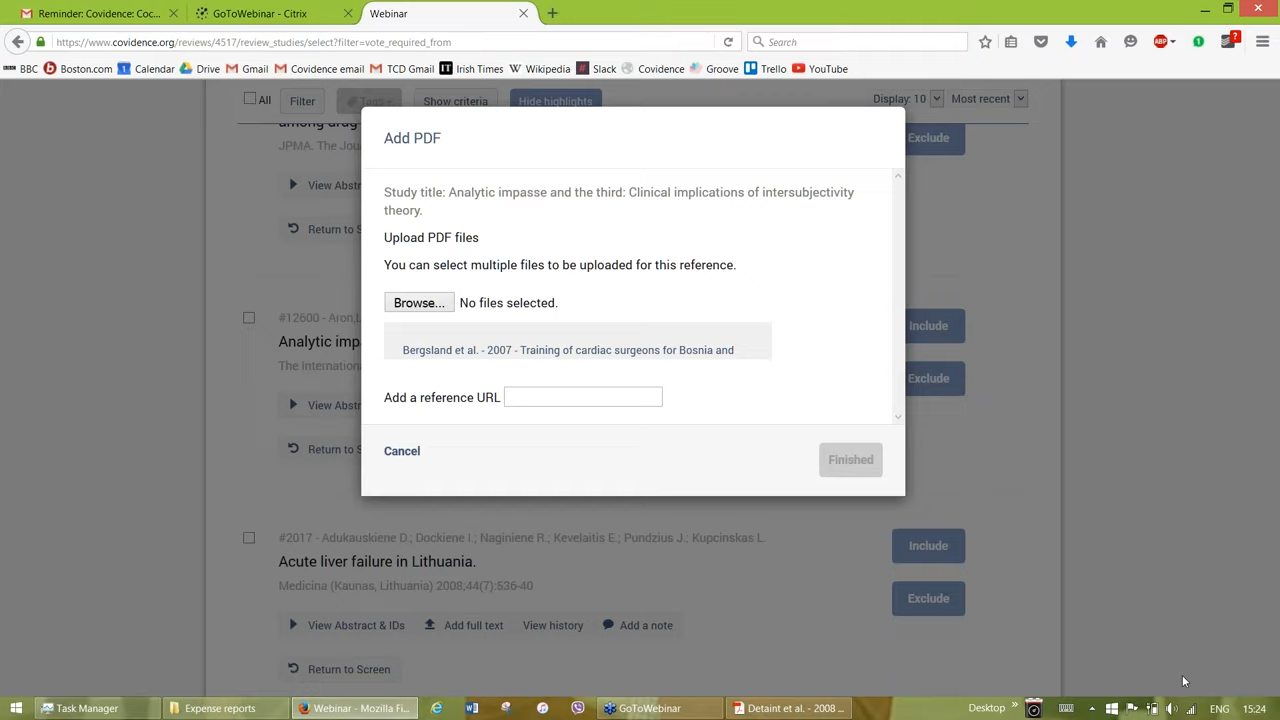 Reminder: Covidence: Coc...
GoToWebinar - Citrix
Webinar
https://www.covidence.org/reviews/4517/review_studies/select?filter=vote_required_from
Search
ABP
1
?
BBC
Boston.com
Calendar
Drive
Gmail
Covidence email
TCD Gmail
Irish Times
Wikipedia
Slack
Covidence
Groove
Trello
YouTube
All
Filter
Tags
Show criteria
Hide highlights
Display: 10
Most recent
among drug
JPMA. The Jou
Exclude
View Abstr
Return to S
Add PDF
Study title: Analytic impasse and the third: Clinical implications of intersubjectivity
theory.
Upload PDF files
You can select multiple files to be uploaded for this reference.
Browse... No files selected.
Bergsland et al. - 2007 - Training of cardiac surgeons for Bosnia and
Add a reference URL
Cancel
Finished
#12600 - Aron,L
Analytic imp
The Internationa
Include
Exclude
View Abstr
Return to S
#2017 - Adukauskiene D.; Dockiene I.; Naginiene R.; Kevelaitis E.; Pundzius J.; Kupcinskas L.
Acute liver failure in Lithuania.
Medicina (Kaunas, Lithuania) 2008;44(7):536-40
Include
Exclude
View Abstract & IDs
Add full text
View history
Add a note
Return to Screen
Task Manager
Expense reports
Webinar - Mozilla Fi...
GoToWebinar
Detaint et al. - 2008 ...
Desktop
ENG
15:24